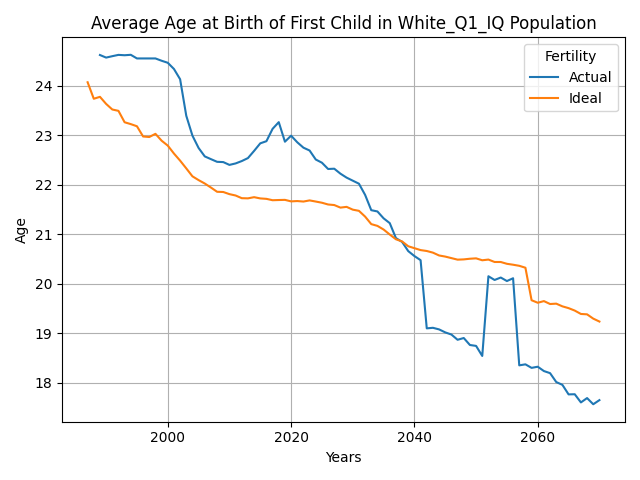 Average Age at Birth of First Child in White_Q1_IQ Population
Fertility
Actual
Ideal
24
23
22
21
20
19
18
Age
2000
2020
2040
2060
Years